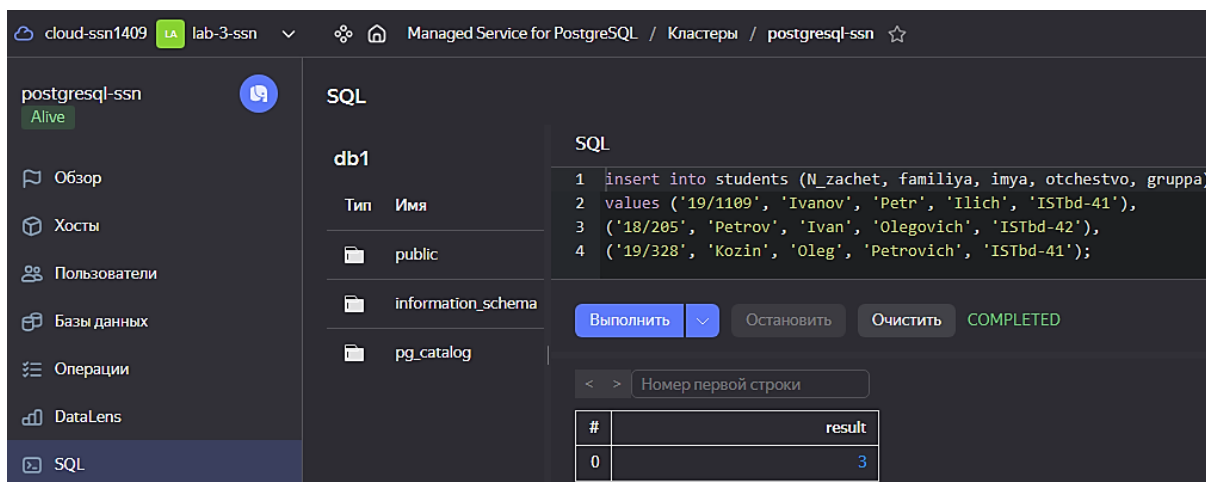 cloud-ssn1409 LA lab-3-ssn Managed Service for PostgreSQL / Кластеры / postgresql-ssn
postgresql-ssn
Alive
Обзор
Хосты
Пользователи
Базы данных
Операции
DataLens
SQL
SQL
db1
Тип Имя
public
information_schema
pg_catalog
SQL
1 insert into students (N_zachet, familiya, imya, otchestvo, gruppa)
2 values ('19/1109', 'Ivanov', 'Petr', 'Ilich', 'ISTbd-41'),
3 ('18/205', 'Petrov', 'Ivan', 'Olegovich', 'ISTbd-42'),
4 ('19/328', 'Kozin', 'Oleg', 'Petrovich', 'ISTbd-41');
Выполнить Остановить Очистить COMPLETED
< > Номер первой строки
# result
0 3